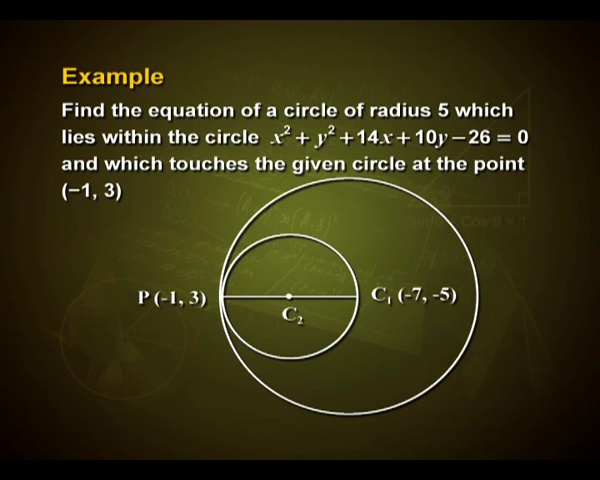 Example
Find the equation of a circle of radius 5 which
lies within the circle x² + y² + 14x + 10y − 26 = 0
and which touches the given circle at the point
(−1, 3)
P (-1, 3)
C₁ (-7, -5)
C₂